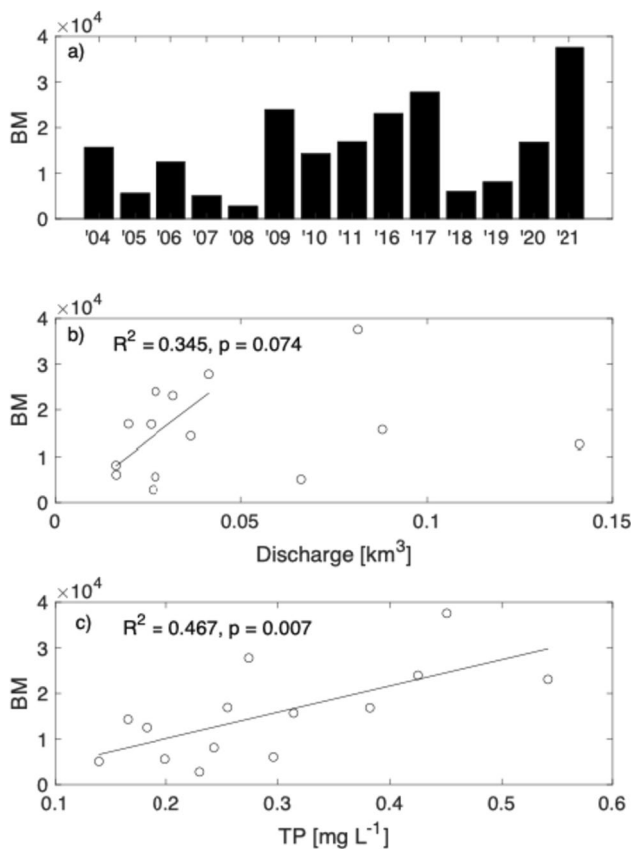 ×10⁴
4
a)
3
2
1
0
BM
'04 '05 '06 '07 '08 '09 '10 '11 '16 '17 '18 '19 '20 '21
×10⁴
4
b)
R² = 0.345, p = 0.074
3
2
1
0
BM
0 0.05 0.1 0.15
Discharge [km³]
×10⁴
4
c)
R² = 0.467, p = 0.007
3
2
1
0
BM
0.1 0.2 0.3 0.4 0.5 0.6
TP [mg L⁻¹]